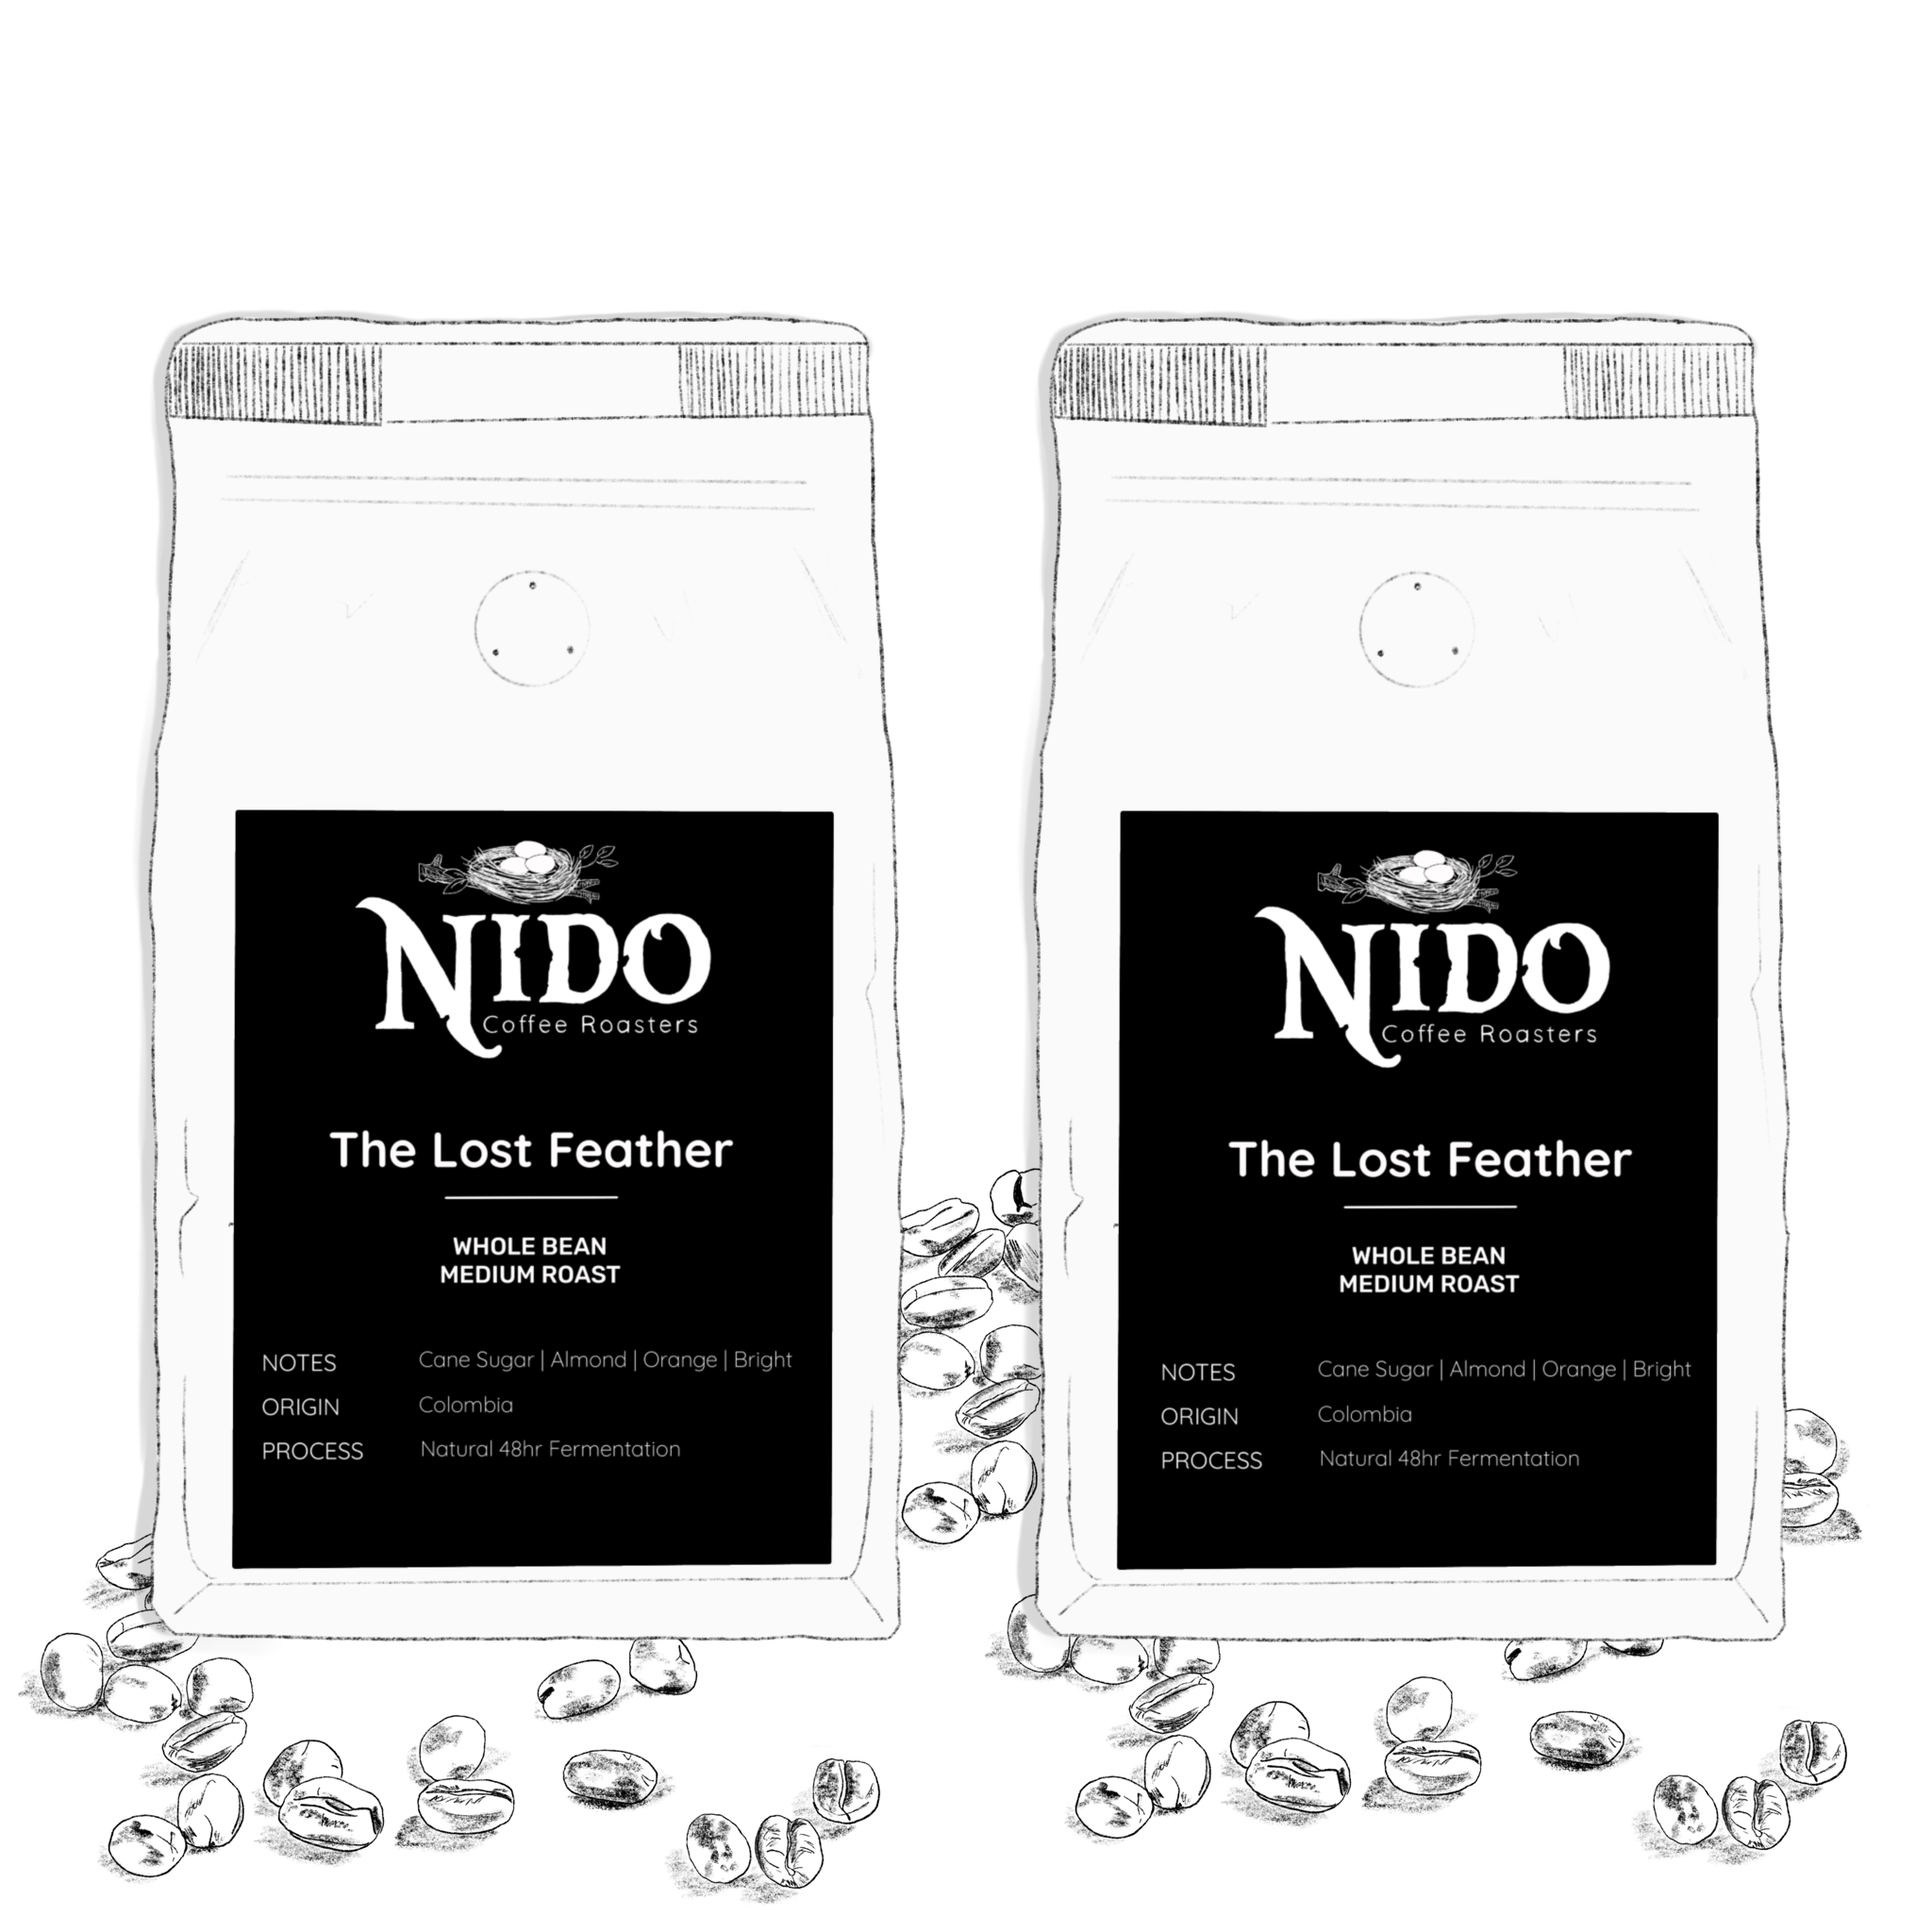 NIDO
Coffee Roasters
The Lost Feather
WHOLE BEAN
MEDIUM ROAST
NOTES Cane Sugar | Almond | Orange | Bright
ORIGIN Colombia
PROCESS Natural 48hr Fermentation
NIDO
Coffee Roasters
The Lost Feather
WHOLE BEAN
MEDIUM ROAST
NOTES Cane Sugar | Almond | Orange | Bright
ORIGIN Colombia
PROCESS Natural 48hr Fermentation